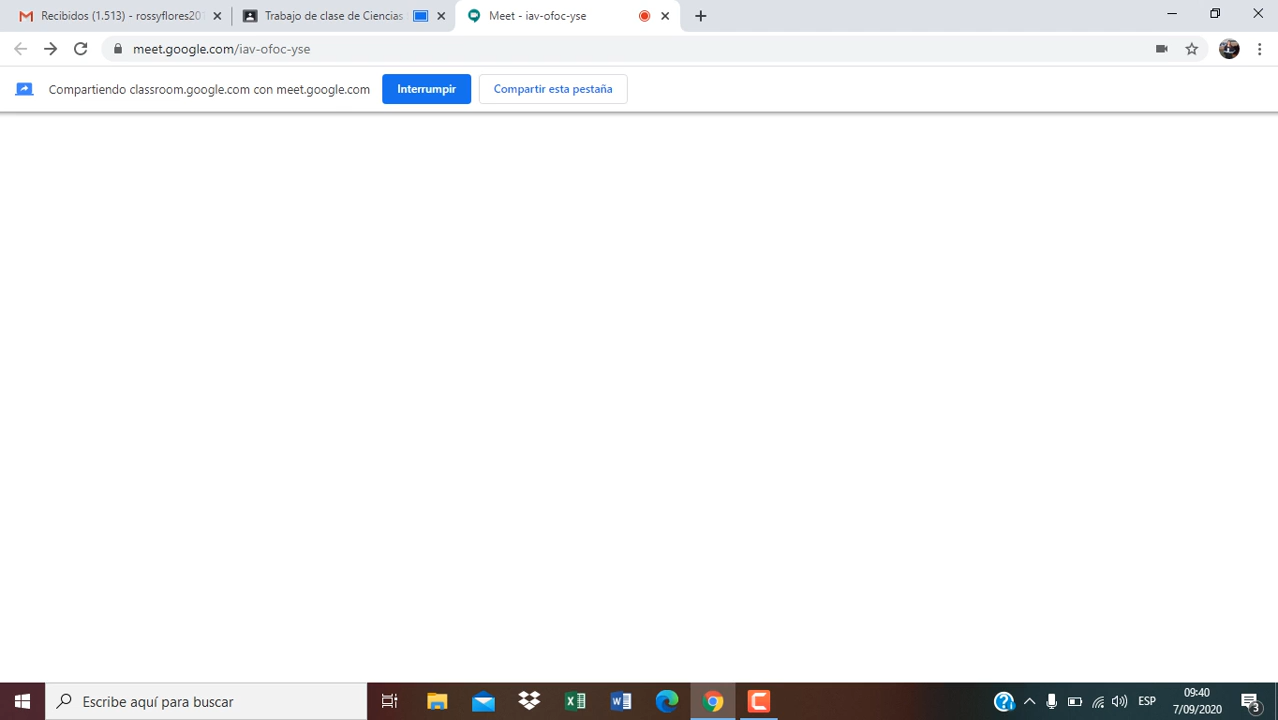 Recibidos (1.513) - rossyflores201
Trabajo de clase de Ciencias
Meet - iav-ofoc-yse
meet.google.com/iav-ofoc-yse
Compartiendo classroom.google.com con meet.google.com
Interrumpir
Compartir esta pestaña
Escribe aquí para buscar
ESP
09:40
7/09/2020
3